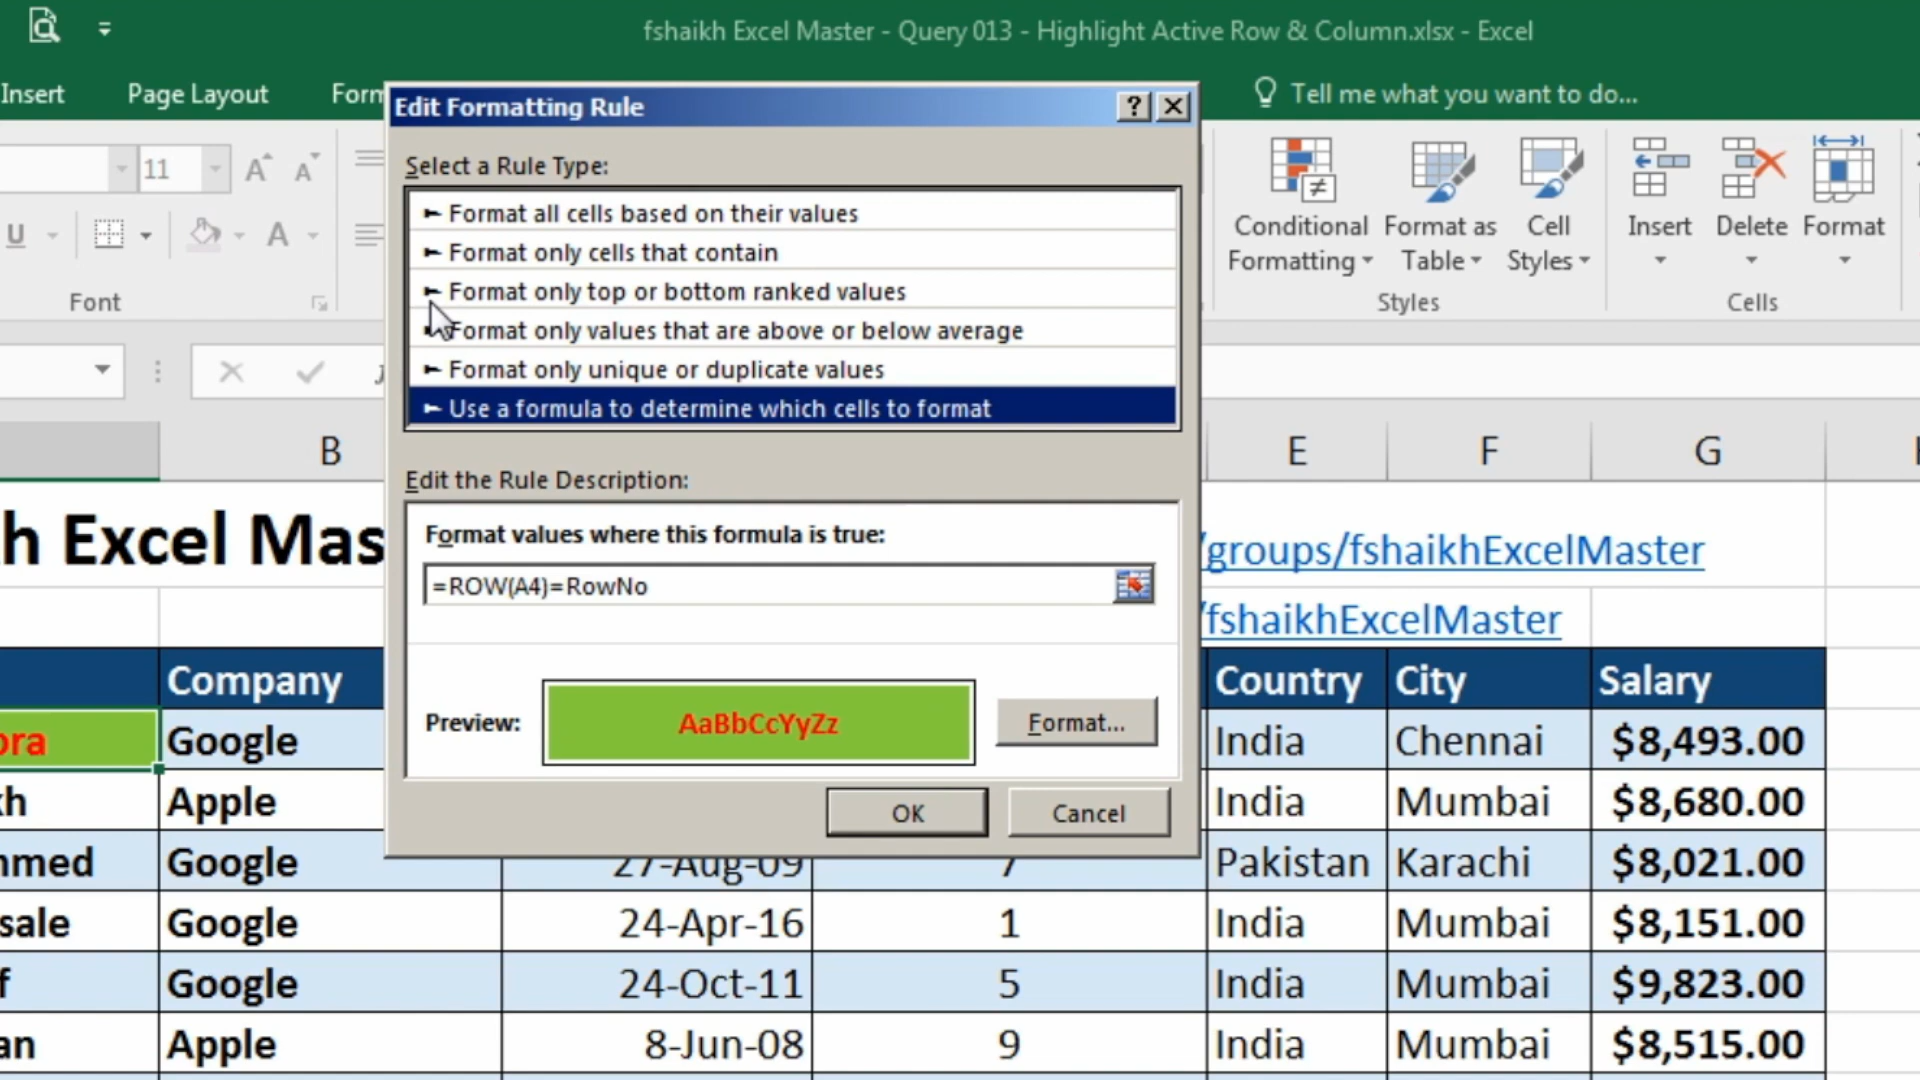 fshaikh Excel Master - Query 013 - Highlight Active Row & Column.xlsx - Excel
Insert Page Layout Form Tell me what you want to do...
Edit Formatting Rule
Select a Rule Type:
Format all cells based on their values
Format only cells that contain
Format only top or bottom ranked values
Format only values that are above or below average
Format only unique or duplicate values
Use a formula to determine which cells to format
Edit the Rule Description:
Format values where this formula is true:
=ROW(A4)=RowNo
Preview: AaBbCcYyZz Format...
OK Cancel
11 A A
U A
Font
Conditional Formatting
Format as Table
Cell Styles
Styles
Insert Delete Format
Cells
B E F G
h Excel Mas /groups/fshaikhExcelMaster
/fshaikhExcelMaster
Company Country City Salary
ora Google India Chennai $8,493.00
kh Apple India Mumbai $8,680.00
hmed Google 27-Aug-09 7 Pakistan Karachi $8,021.00
sale Google 24-Apr-16 1 India Mumbai $8,151.00
f Google 24-Oct-11 5 India Mumbai $9,823.00
an Apple 8-Jun-08 9 India Mumbai $8,515.00